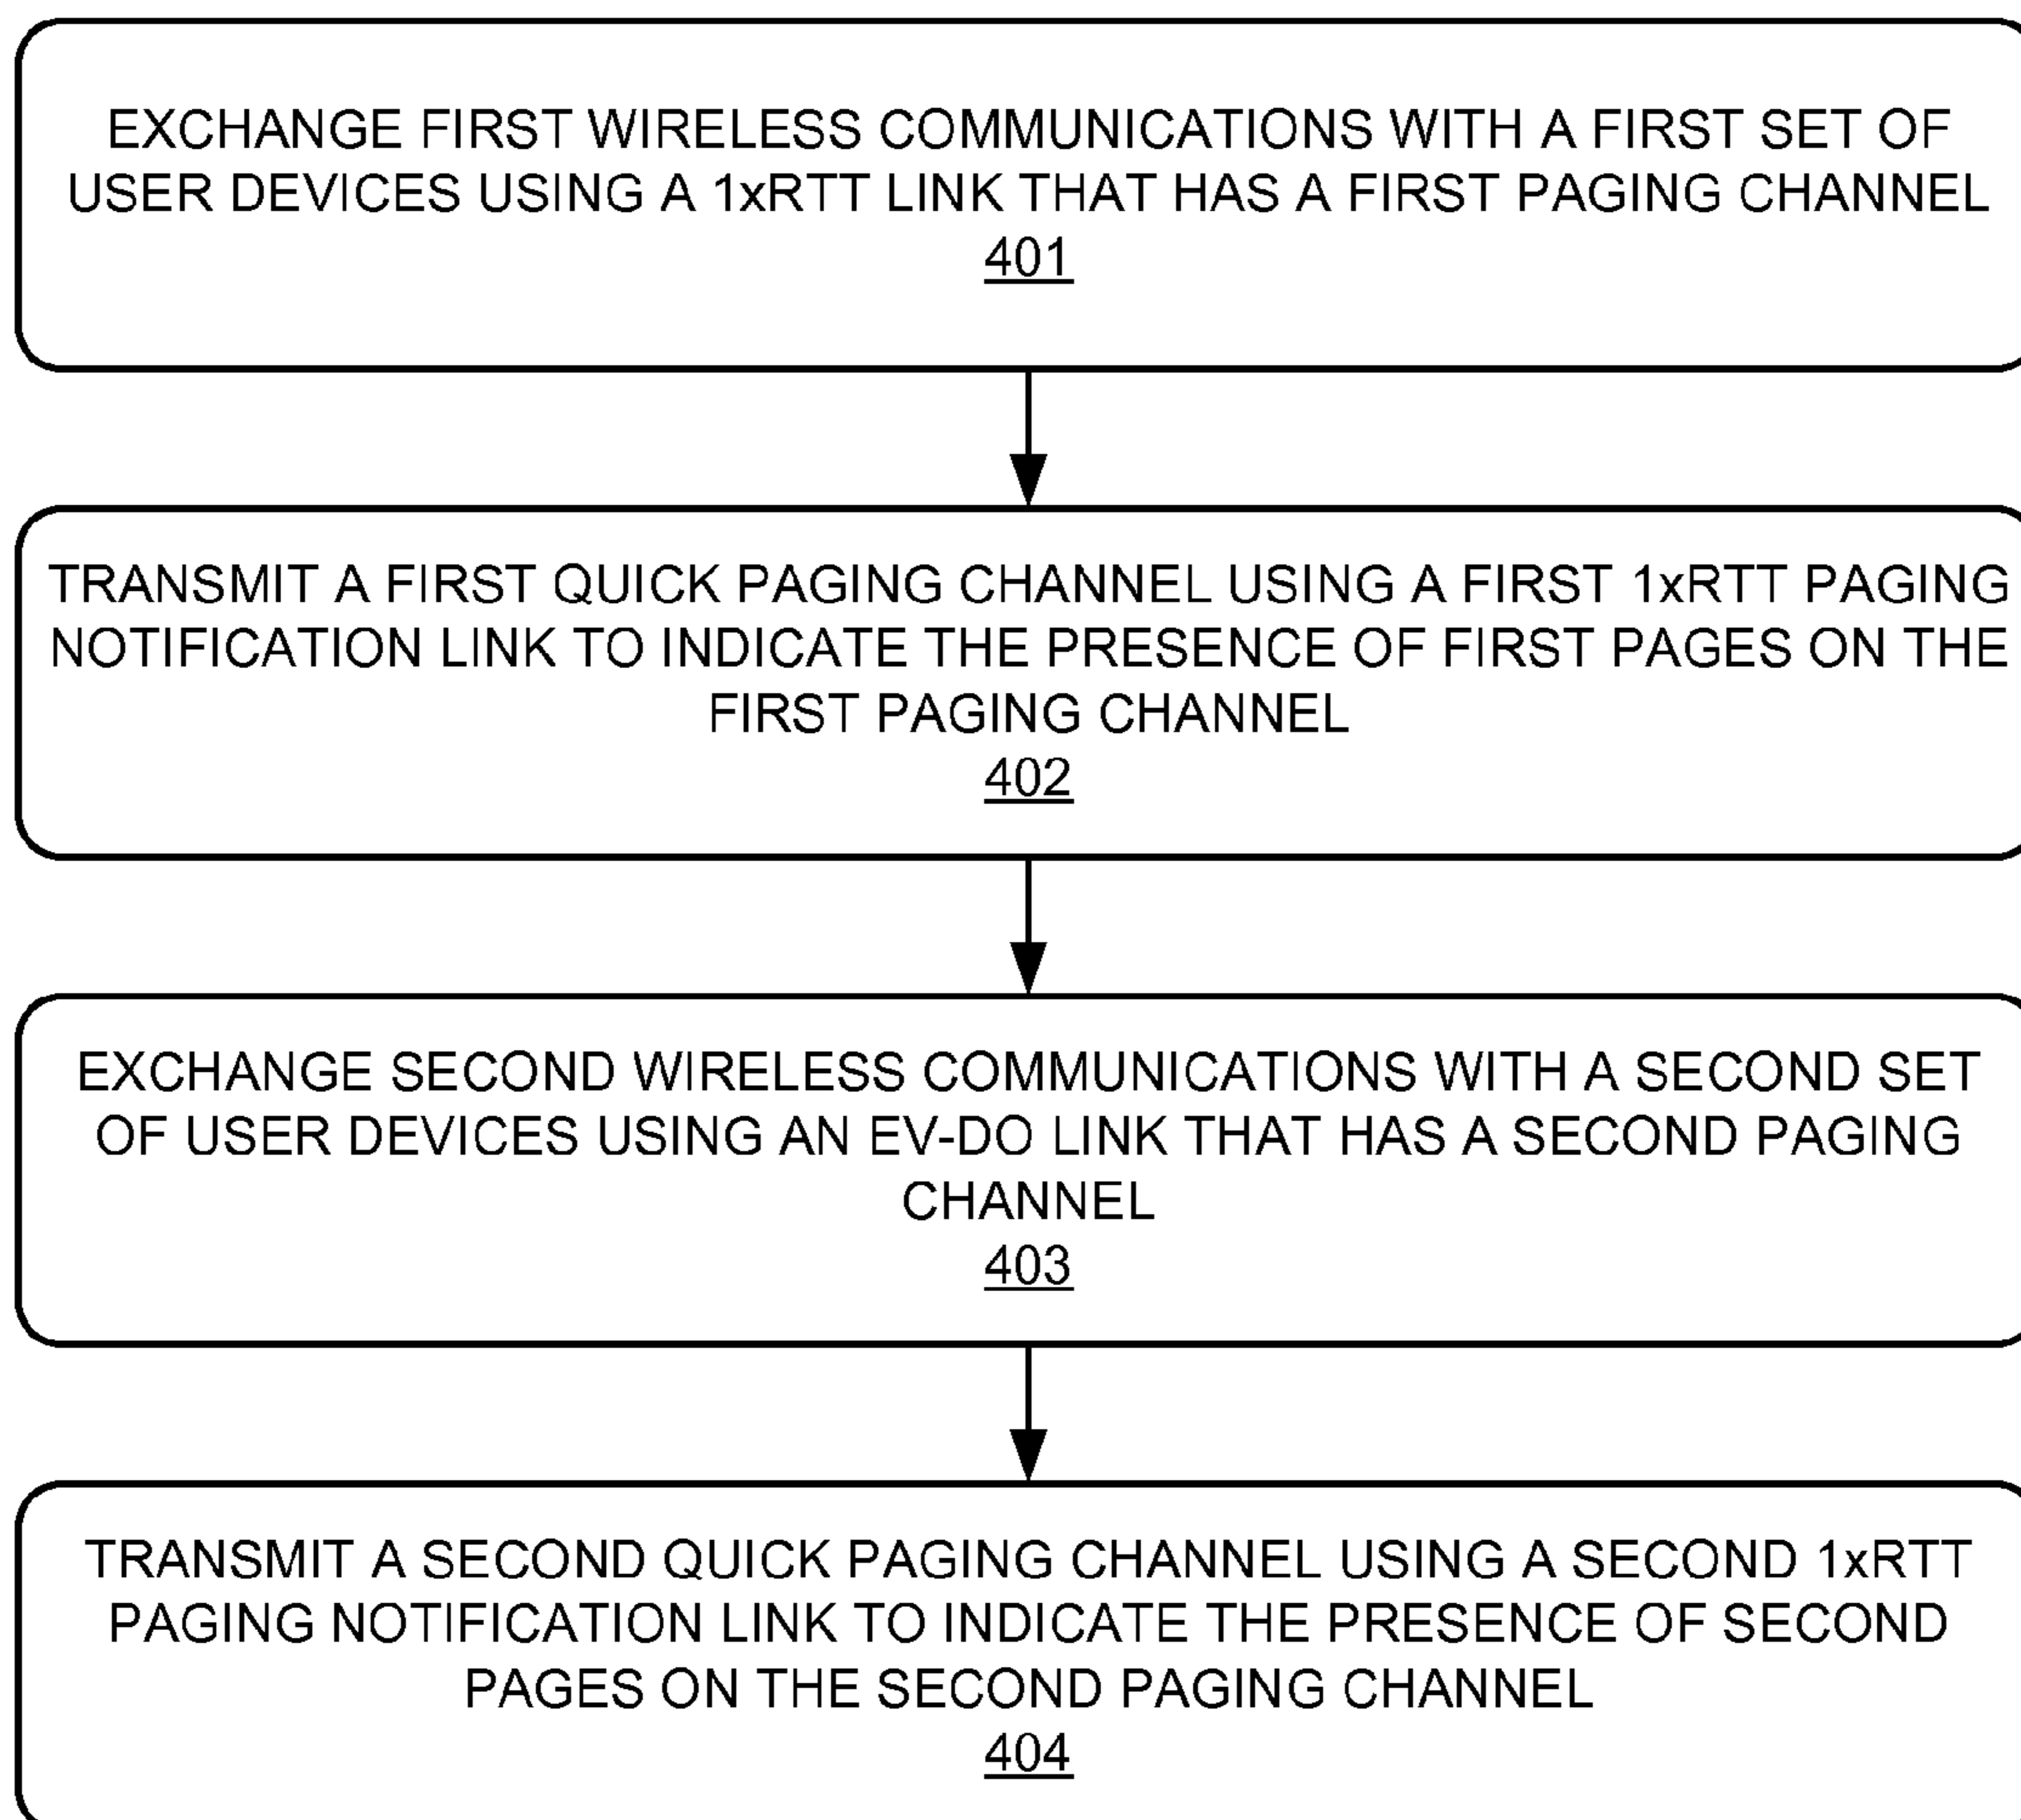 EXCHANGE FIRST WIRELESS COMMUNICATIONS WITH A FIRST SET OF
USER DEVICES USING A 1xRTT LINK THAT HAS A FIRST PAGING CHANNEL
401
TRANSMIT A FIRST QUICK PAGING CHANNEL USING A FIRST 1xRTT PAGING
NOTIFICATION LINK TO INDICATE THE PRESENCE OF FIRST PAGES ON THE
FIRST PAGING CHANNEL
402
EXCHANGE SECOND WIRELESS COMMUNICATIONS WITH A SECOND SET
OF USER DEVICES USING AN EV-DO LINK THAT HAS A SECOND PAGING
CHANNEL
403
TRANSMIT A SECOND QUICK PAGING CHANNEL USING A SECOND 1xRTT
PAGING NOTIFICATION LINK TO INDICATE THE PRESENCE OF SECOND
PAGES ON THE SECOND PAGING CHANNEL
404